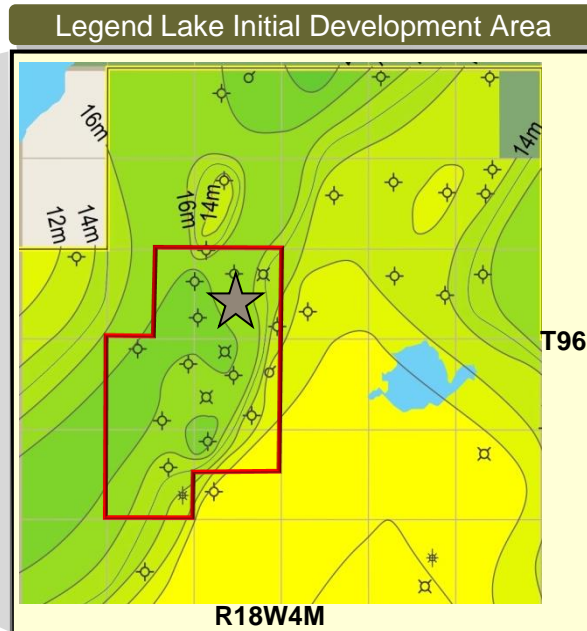 Legend Lake Initial Development Area
16m
14m
16m
14m
12m
14m
T96
R18W4M